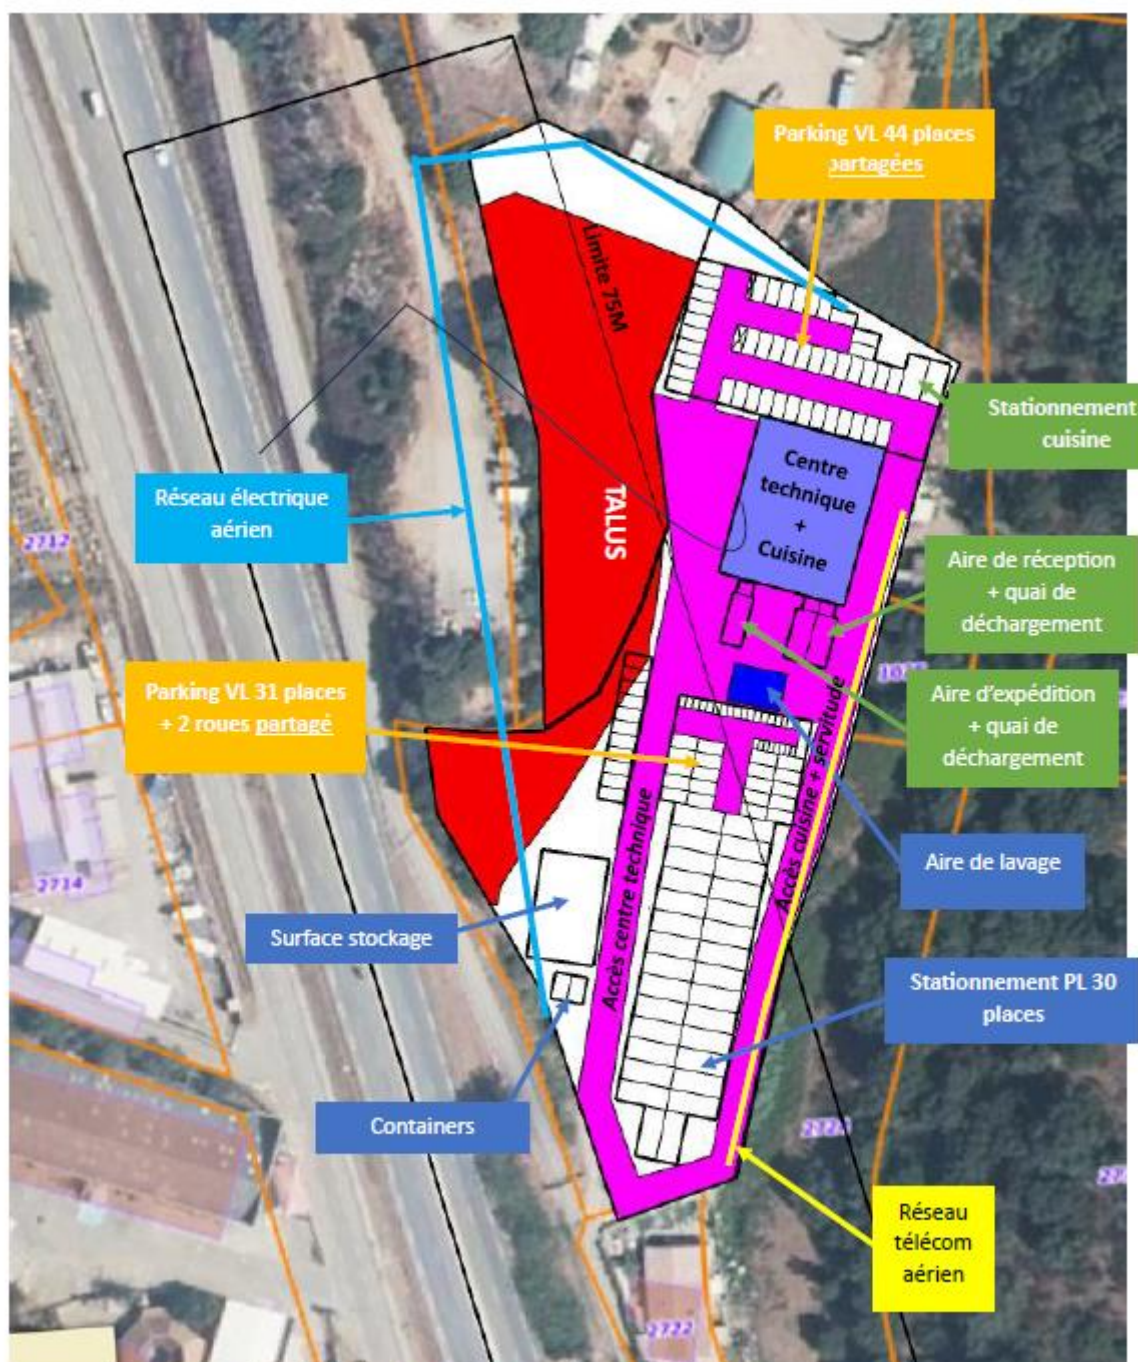 Parking VL 44 places
partagées
Limite 75M
Stationnement
cuisine
Centre
technique
+
Cuisine
Réseau électrique
aérien
TALUS
2712
Aire de réception
+ quai de
déchargement
Parking VL 31 places
+ 2 roues partagé
Aire d'expédition
+ quai de
déchargement
Accès centre technique
Accès cuisine + servitude
Aire de lavage
2714
Surface stockage
Stationnement PL 30
places
Containers
2724
Réseau
télécom
aérien
2722